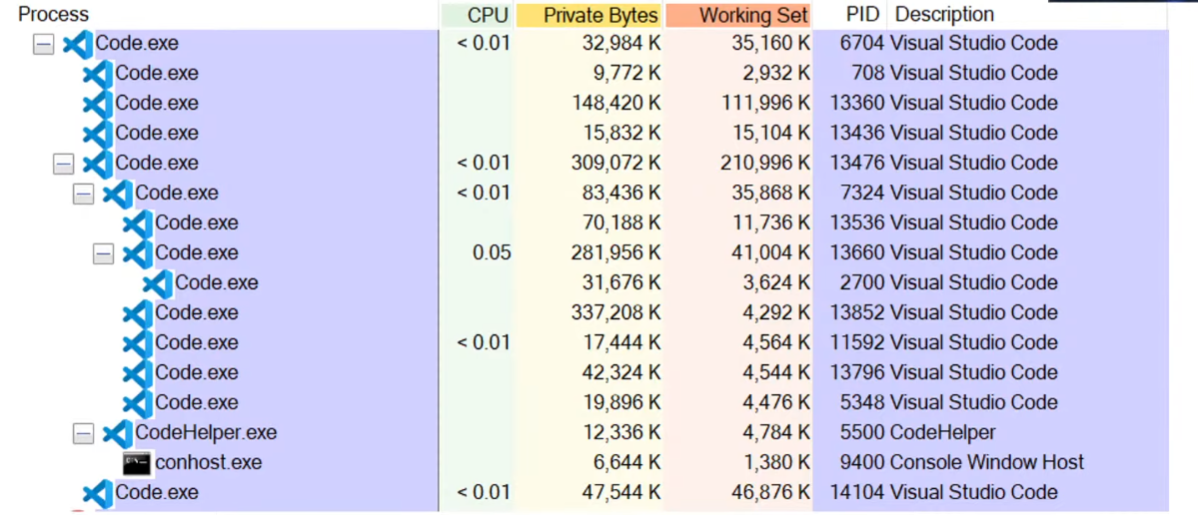 Process CPU Private Bytes Working Set PID Description
Code.exe < 0.01 32,984 K 35,160 K 6704 Visual Studio Code
Code.exe 9,772 K 2,932 K 708 Visual Studio Code
Code.exe 148,420 K 111,996 K 13360 Visual Studio Code
Code.exe 15,832 K 15,104 K 13436 Visual Studio Code
Code.exe < 0.01 309,072 K 210,996 K 13476 Visual Studio Code
Code.exe < 0.01 83,436 K 35,868 K 7324 Visual Studio Code
Code.exe 70,188 K 11,736 K 13536 Visual Studio Code
Code.exe 0.05 281,956 K 41,004 K 13660 Visual Studio Code
Code.exe 31,676 K 3,624 K 2700 Visual Studio Code
Code.exe 337,208 K 4,292 K 13852 Visual Studio Code
Code.exe < 0.01 17,444 K 4,564 K 11592 Visual Studio Code
Code.exe 42,324 K 4,544 K 13796 Visual Studio Code
Code.exe 19,896 K 4,476 K 5348 Visual Studio Code
CodeHelper.exe 12,336 K 4,784 K 5500 CodeHelper
conhost.exe 6,644 K 1,380 K 9400 Console Window Host
Code.exe < 0.01 47,544 K 46,876 K 14104 Visual Studio Code